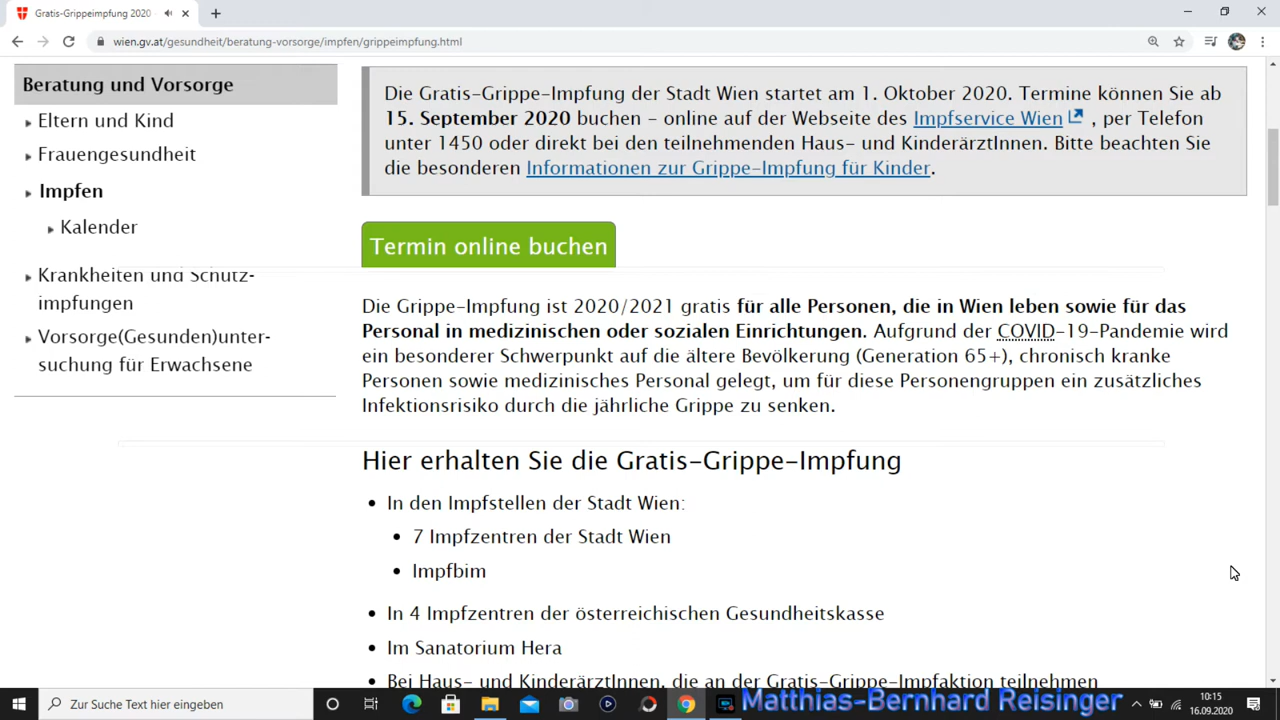 Gratis-Grippeimpfung 2020
wien.gv.at/gesundheit/beratung-vorsorge/impfen/grippeimpfung.html
Beratung und Vorsorge
Eltern und Kind
Frauengesundheit
Impfen
Kalender
Krankheiten und Schutz-
impfungen
Vorsorge(Gesunden)unter-
suchung für Erwachsene
Die Gratis-Grippe-Impfung der Stadt Wien startet am 1. Oktober 2020. Termine können Sie ab
15. September 2020 buchen - online auf der Webseite des Impfservice Wien , per Telefon
unter 1450 oder direkt bei den teilnehmenden Haus- und KinderärztInnen. Bitte beachten Sie
die besonderen Informationen zur Grippe-Impfung für Kinder.
Termin online buchen
Die Grippe-Impfung ist 2020/2021 gratis für alle Personen, die in Wien leben sowie für das
Personal in medizinischen oder sozialen Einrichtungen. Aufgrund der COVID-19-Pandemie wird
ein besonderer Schwerpunkt auf die ältere Bevölkerung (Generation 65+), chronisch kranke
Personen sowie medizinisches Personal gelegt, um für diese Personengruppen ein zusätzliches
Infektionsrisiko durch die jährliche Grippe zu senken.
Hier erhalten Sie die Gratis-Grippe-Impfung
In den Impfstellen der Stadt Wien:
7 Impfzentren der Stadt Wien
Impfbim
In 4 Impfzentren der österreichischen Gesundheitskasse
Im Sanatorium Hera
Bei Haus- und KinderärztInnen, die an der Gratis-Grippe-Impfaktion teilnehmen
Zur Suche Text hier eingeben
Matthias-Bernhard Reisinger
10:15
16.09.2020